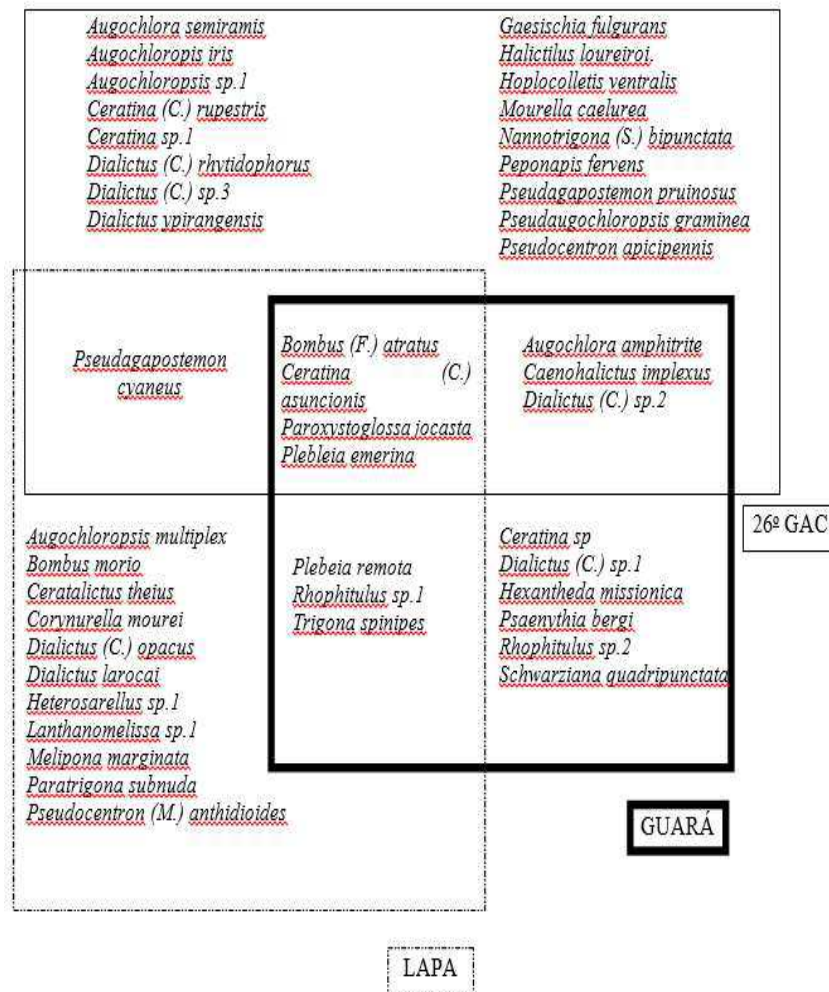 Augochlora semiramis
Augochloropis iris
Augochloropsis sp.1
Ceratina (C.) rupestris
Ceratina sp.1
Dialictus (C.) rhytidophorus
Dialictus (C.) sp.3
Dialictus ypirangensis
Gaesischia fulgurans
Halictilus loureiroi.
Hoplocolletis ventralis
Mourella caelurea
Nannotrigona (S.) bipunctata
Peponapis fervens
Pseudagapostemon pruinosus
Pseudaugochloropsis graminea
Pseudocentron apicipennis
Pseudagapostemon
cyaneus
Bombus (F.) atratus
Ceratina (C.)
asuncionis
Paroxystoglossa jocasta
Plebleia emerina
Augochlora amphitrite
Caenohalictus implexus
Dialictus (C.) sp.2
Augochloropsis multiplex
Bombus morio
Ceratalictus theius
Corynurella mourei
Dialictus (C.) opacus
Dialictus larocai
Heterosarellus sp.1
Lanthanomelissa sp.1
Melipona marginata
Paratrigona subnuda
Pseudocentron (M.) anthidioides
Plebeia remota
Rhophitulus sp.1
Trigona spinipes
Ceratina sp
Dialictus (C.) sp.1
Hexantheda missionica
Psaenythia bergi
Rhophitulus sp.2
Schwarziana quadripunctata
26º GAC
GUARÁ
LAPA